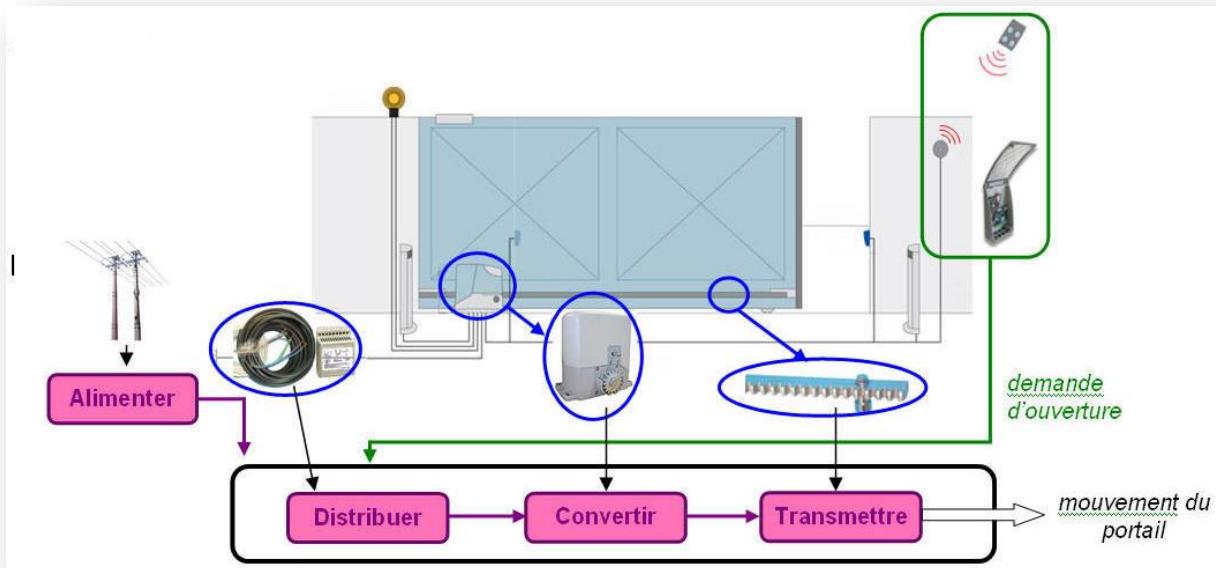 Alimenter
demande
d'ouverture
Distribuer
Convertir
Transmettre
mouvement du
portail